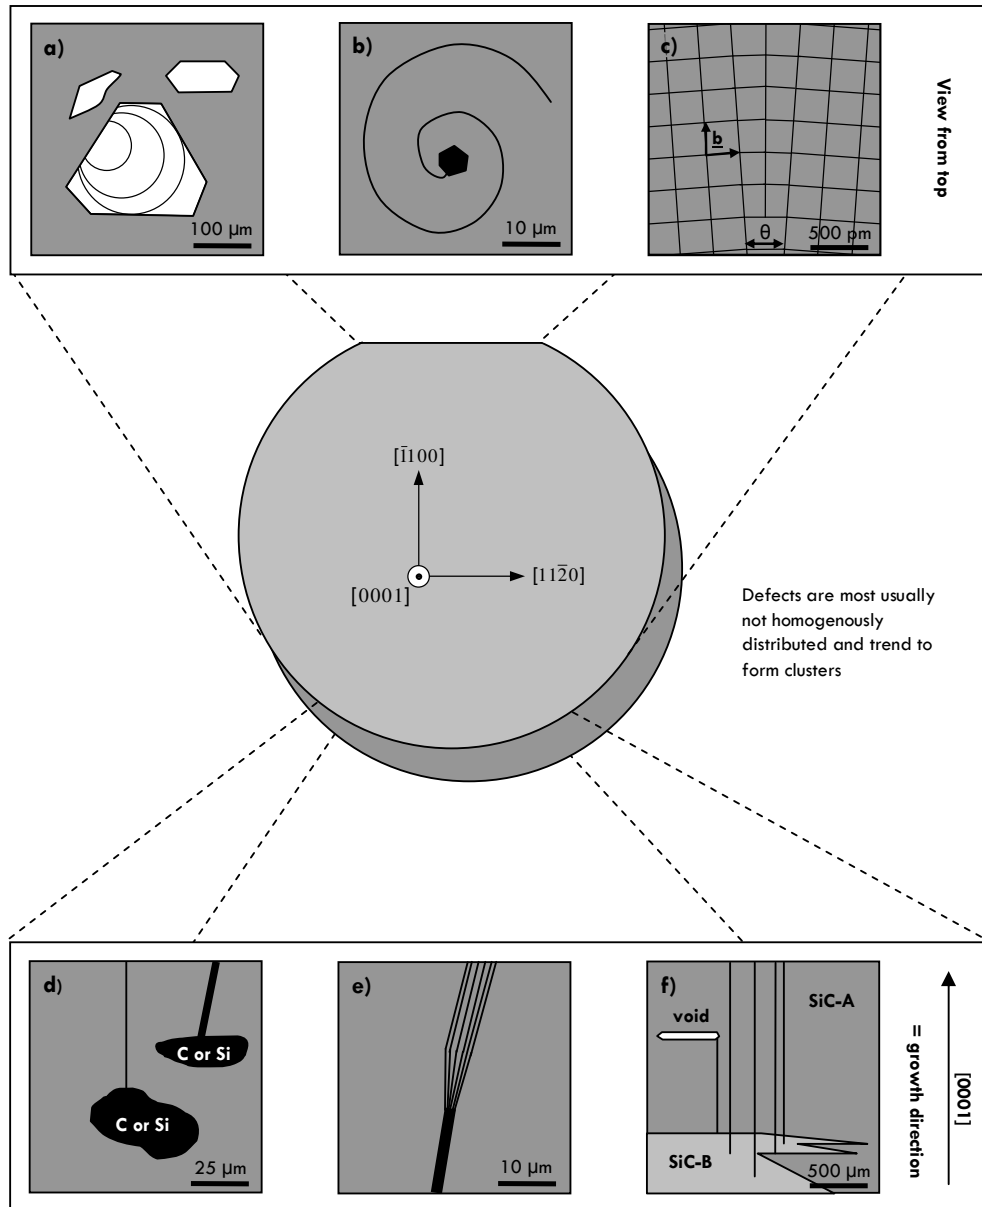 a)
100 µm
b)
10 µm
c)
b
θ
500 pm
View from top
[1̄100]
[112̄0]
[0001]
Defects are most usually
not homogenously
distributed and trend to
form clusters
d)
C or Si
C or Si
25 µm
e)
10 µm
f)
SiC-A
void
SiC-B
500 µm
= growth direction
[0001]